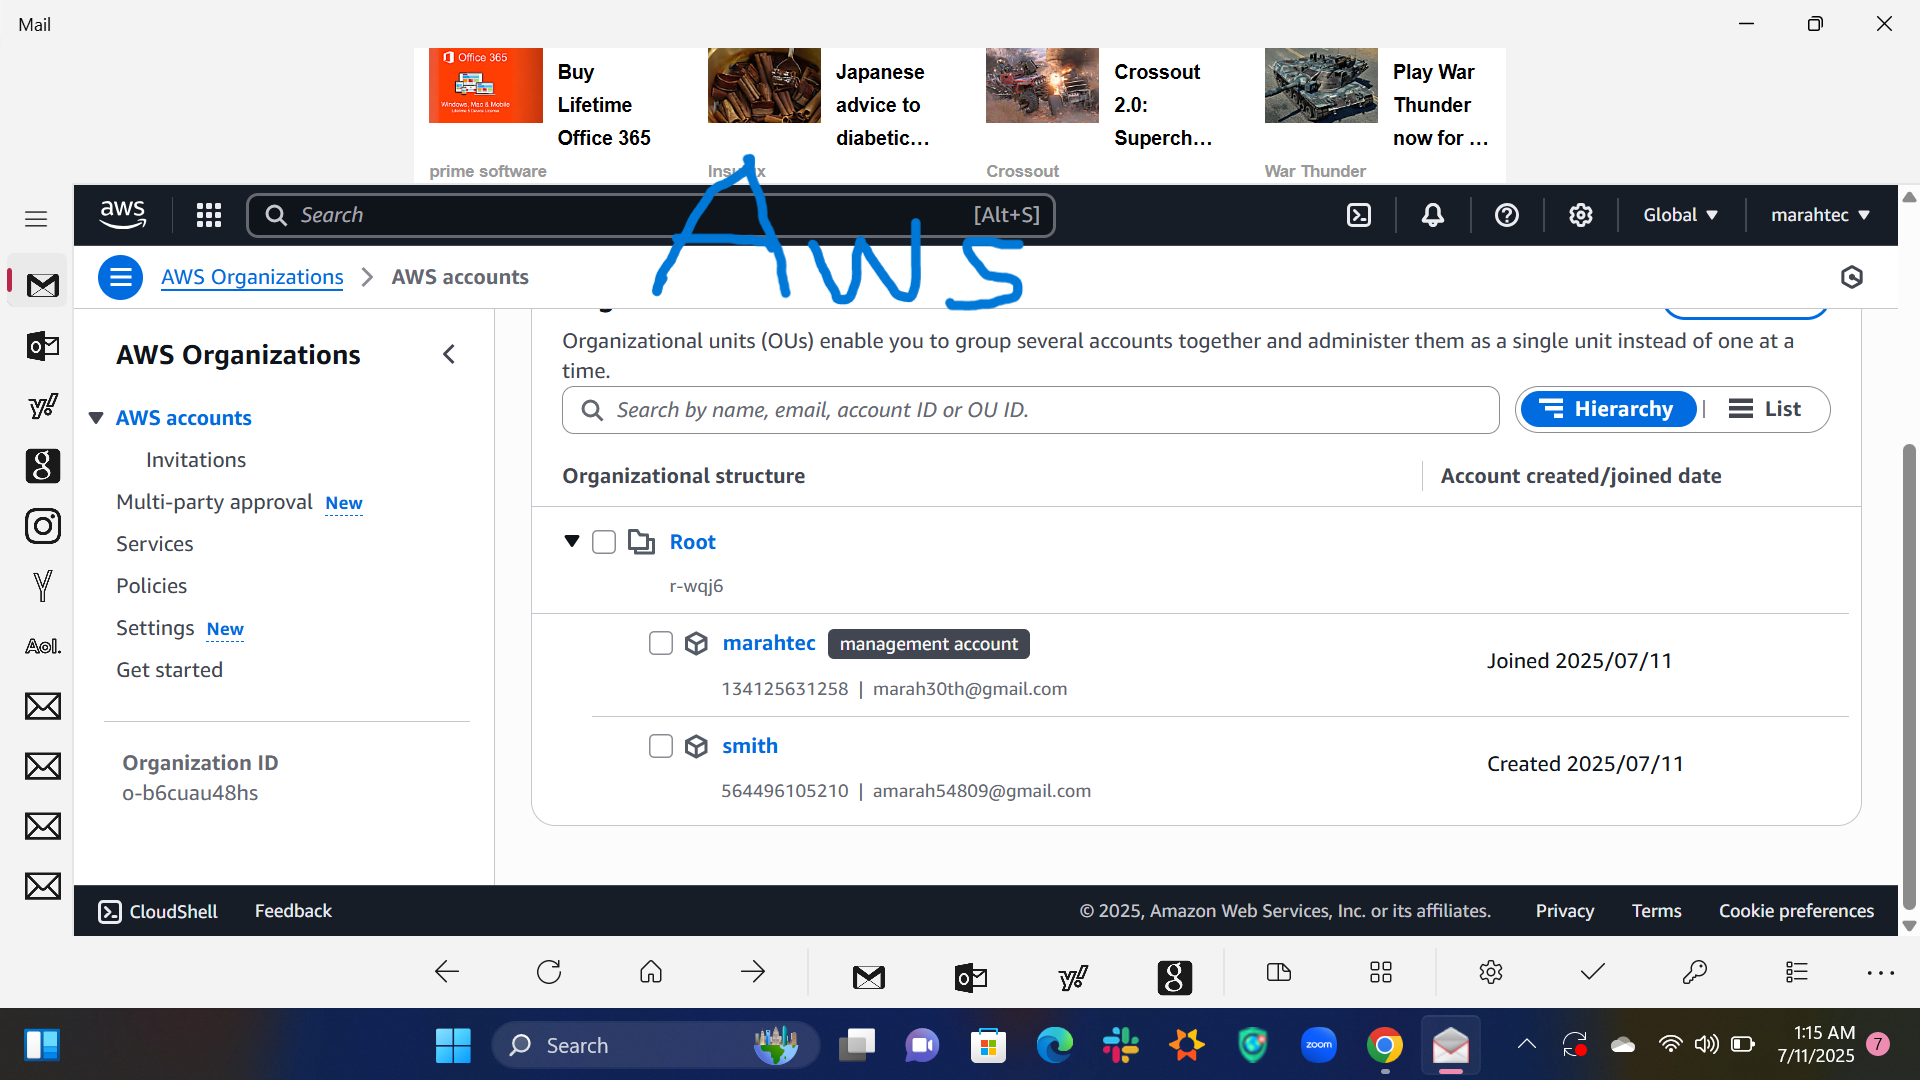 Mail
Office 365
Windows, Mac & Mobile
Buy
Lifetime
Office 365
prime software
Japanese
advice to
diabetic...
Crossout
2.0:
Superch...
Crossout
Play War
Thunder
now for ...
War Thunder
Aws
aws
Search
[Alt+S]
Global
marahtec
AWS Organizations
AWS accounts
AWS Organizations
AWS accounts
Invitations
Multi-party approval New
Services
Policies
Settings New
Get started
Organization ID
o-b6cuau48hs
Organizational units (OUs) enable you to group several accounts together and administer them as a single unit instead of one at a
time.
Search by name, email, account ID or OU ID.
Hierarchy
List
Organizational structure
Account created/joined date
Root
r-wqj6
marahtec management account
134125631258 | marah30th@gmail.com
Joined 2025/07/11
smith
564496105210 | amarah54809@gmail.com
Created 2025/07/11
Aol.
CloudShell
Feedback
© 2025, Amazon Web Services, Inc. or its affiliates.
Privacy
Terms
Cookie preferences
Search
zoom
1:15 AM
7/11/2025
7